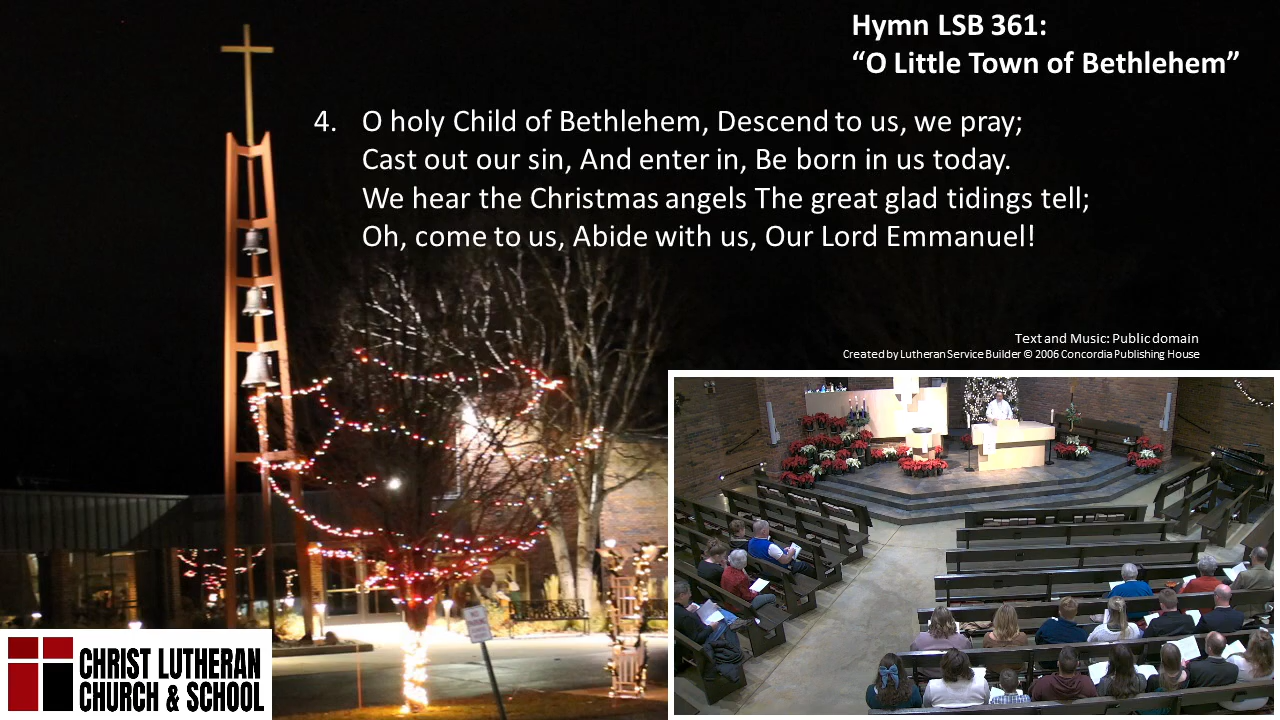 Hymn LSB 361:
“O Little Town of Bethlehem”
4. O holy Child of Bethlehem, Descend to us, we pray;
Cast out our sin, And enter in, Be born in us today.
We hear the Christmas angels The great glad tidings tell;
Oh, come to us, Abide with us, Our Lord Emmanuel!
Text and Music: Public domain
Created by Lutheran Service Builder © 2006 Concordia Publishing House
CHRIST LUTHERAN
CHURCH & SCHOOL